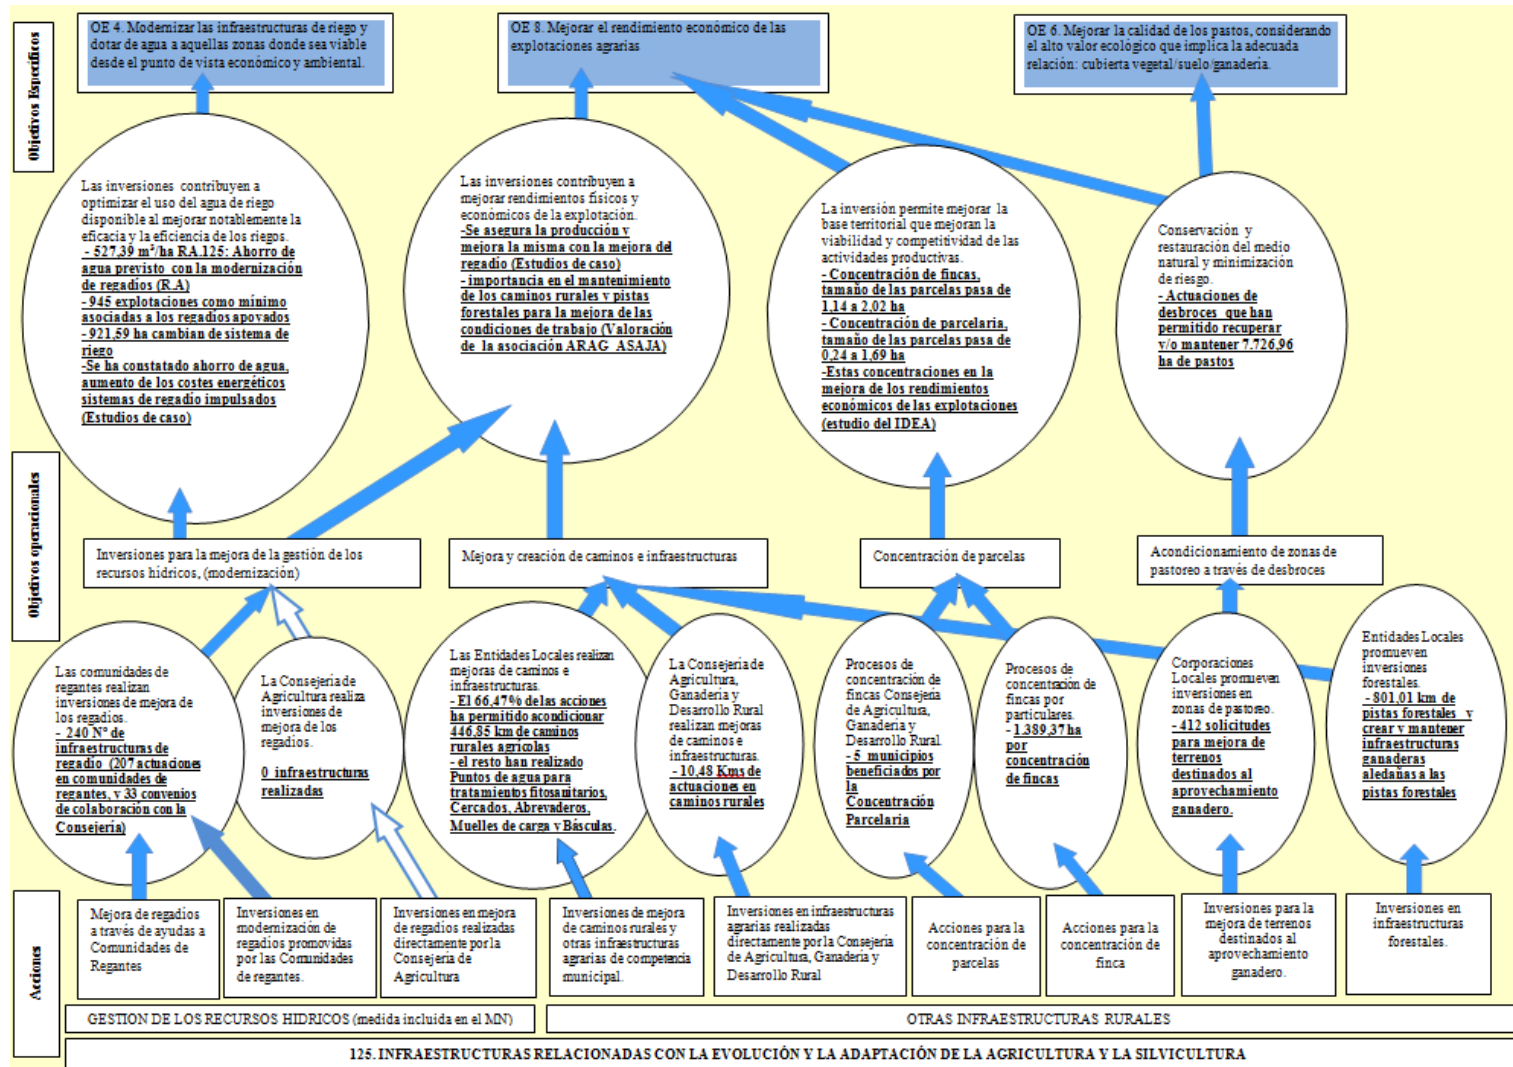 Objetivos Específicos
OE 4. Modernizar las infraestructuras de riego y
dotar de agua a aquellas zonas donde sea viable
desde el punto de vista económico y ambiental.
OE 8. Mejorar el rendimiento económico de las
explotaciones agrarias
OE 6. Mejorar la calidad de los pastos, considerando
el alto valor ecológico que implica la adecuada
relación: cubierta vegetal/suelo/ganadería.
Las inversiones contribuyen a
optimizar el uso del agua de riego
disponible al mejorar notablemente la
eficacia y la eficiencia de los riegos.
- 527,39 m³/ha RA.125: Ahorro de
agua previsto con la modernización
de regadíos (R.A)
- 945 explotaciones como mínimo
asociadas a los regadíos apoyados
- 921,59 ha cambian de sistema de
riego
-Se ha constatado ahorro de agua,
aumento de los costes energéticos
sistemas de regadío impulsados
(Estudios de caso)
Las inversiones contribuyen a
mejorar rendimientos físicos y
económicos de la explotación.
-Se asegura la producción y
mejora la misma con la mejora del
regadío (Estudios de caso)
- importancia en el mantenimiento
de los caminos rurales y pistas
forestales para la mejora de las
condiciones de trabajo (Valoración
de la asociación ARAG ASAJA)
La inversión permite mejorar la
base territorial que mejoran la
viabilidad y competitividad de las
actividades productivas.
- Concentración de fincas,
tamaño de las parcelas pasa de
1,14 a 2,02 ha
- Concentración de parcelaria,
tamaño de las parcelas pasa de
0,24 a 1,69 ha
-Estas concentraciones en la
mejora de los rendimientos
económicos de las explotaciones
(estudio del IDEA)
Conservación y
restauración del medio
natural y minimización
de riesgo.
- Actuaciones de
desbroces que han
permitido recuperar
y/o mantener 7.726,96
ha de pastos
Objetivos operacionales
Inversiones para la mejora de la gestión de los
recursos hídricos, (modernización)
Mejora y creación de caminos e infraestructuras
Concentración de parcelas
Acondicionamiento de zonas de
pastoreo a través de desbroces
Las comunidades de
regantes realizan
inversiones de mejora de
los regadíos.
- 240 Nº de
infraestructuras de
regadío (207 actuaciones
en comunidades de
regantes, y 33 convenios
de colaboración con la
Consejería)
La Consejería de
Agricultura realiza
inversiones de
mejora de los
regadíos.
0 infraestructuras
realizadas
Las Entidades Locales realizan
mejoras de caminos e
infraestructuras.
- El 66,47% de las acciones
ha permitido acondicionar
446,85 km de caminos
rurales agrícolas
- el resto han realizado
Puntos de agua para
tratamientos fitosanitarios,
Cercados, Abrevaderos,
Muelles de carga y Básculas.
La Consejería de
Agricultura,
Ganadería y
Desarrollo Rural
realizan mejoras
de caminos e
infraestructuras.
- 10,48 Kms de
actuaciones en
caminos rurales
Procesos de
concentración de
fincas Consejería
de Agricultura,
Ganadería y
Desarrollo Rural
- 5 municipios
beneficiados por
la
Concentración
Parcelaria
Procesos de
concentración de
fincas por
particulares.
- 1.389,37 ha
por
concentración
de fincas
Corporaciones
Locales promueven
inversiones en
zonas de pastoreo.
- 412 solicitudes
para mejora de
terrenos
destinados al
aprovechamiento
ganadero.
Entidades Locales
promueven
inversiones
forestales.
- 801,01 km de
pistas forestales y
crear y mantener
infraestructuras
ganaderas
aledañas a las
pistas forestales
Acciones
Mejora de regadíos
a través de ayudas a
Comunidades de
Regantes
Inversiones en
modernización de
regadíos promovidas
por las Comunidades
de regantes.
Inversiones en mejora
de regadíos realizadas
directamente por la
Consejería de
Agricultura
Inversiones de mejora
de caminos rurales y
otras infraestructuras
agrarias de competencia
municipal.
Inversiones en infraestructuras
agrarias realizadas
directamente por la Consejería
de Agricultura, Ganadería y
Desarrollo Rural
Acciones para la
concentración de
parcelas
Acciones para la
concentración de
finca
Inversiones para la
mejora de terrenos
destinados al
aprovechamiento
ganadero.
Inversiones en
infraestructuras
forestales.
GESTION DE LOS RECURSOS HIDRICOS (medida incluida en el MN)
OTRAS INFRAESTRUCTURAS RURALES
125. INFRAESTRUCTURAS RELACIONADAS CON LA EVOLUCIÓN Y LA ADAPTACIÓN DE LA AGRICULTURA Y LA SILVICULTURA